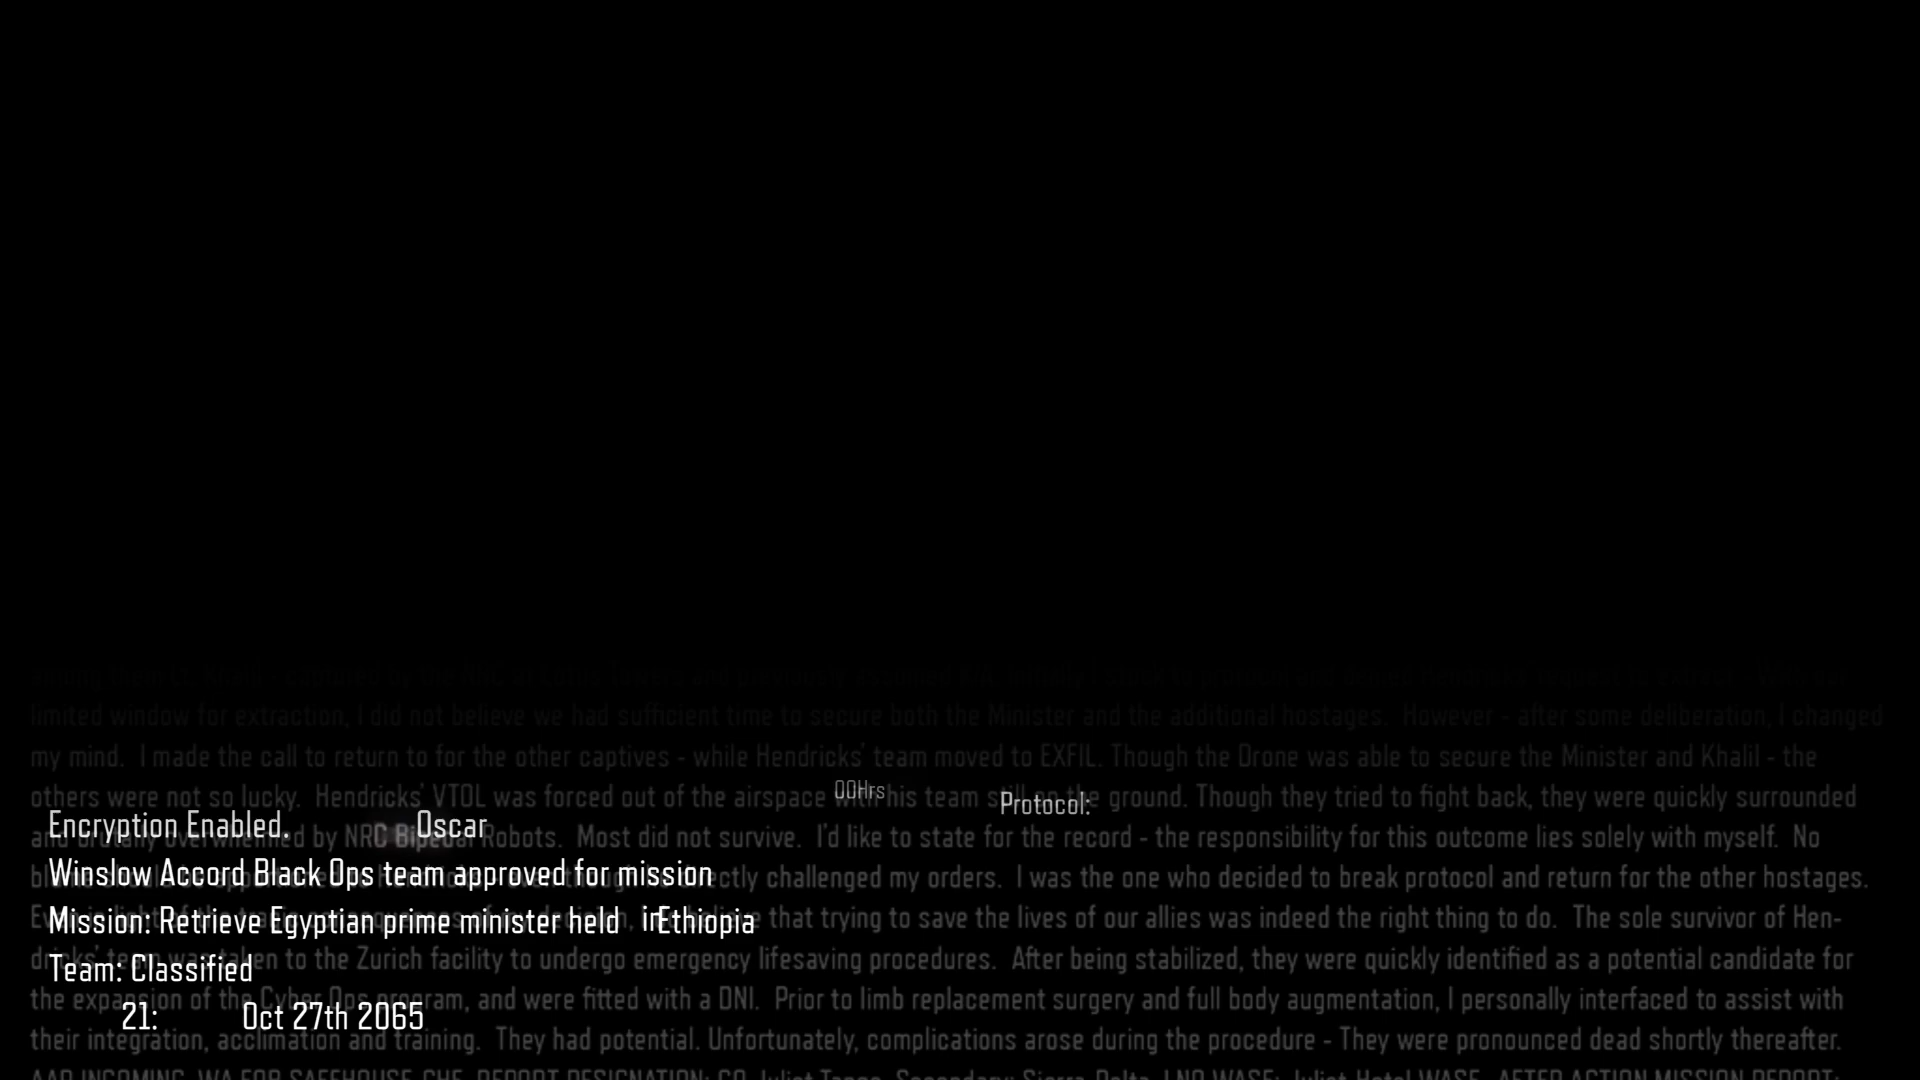 limited window for extraction, I did not believe we had sufficient time to secure both the Minister and the additional hostages. However - after some deliberation, I changed
my mind. I made the call to return to for the other captives - while Hendricks' team moved to EXFIL. Though the Drone was able to secure the Minister and Khalil - the
00Hrs
others were not so lucky. Hendricks' VTOL was forced out of the airspace his team the ground. Though they tried to fight back, they were quickly surrounded
Protocol:
Encryption Enabled. Oscar
and brutally overwhelmed by NRC Bipedal Robots. Most did not survive. I'd like to state for the record - the responsibility for this outcome lies solely with myself. No
Winslow Accord Black Ops team approved for mission
directly challenged my orders. I was the one who decided to break protocol and return for the other hostages.
Mission: Retrieve Egyptian prime minister held in Ethiopia
that trying to save the lives of our allies was indeed the right thing to do. The sole survivor of Hen-
dricks' team was taken to the Zurich facility to undergo emergency lifesaving procedures. After being stabilized, they were quickly identified as a potential candidate for
Team: Classified
the expansion of the Cyber Ops program, and were fitted with a DNI. Prior to limb replacement surgery and full body augmentation, I personally interfaced to assist with
21: Oct 27th 2065
their integration, acclimation and training. They had potential. Unfortunately, complications arose during the procedure - They were pronounced dead shortly thereafter.